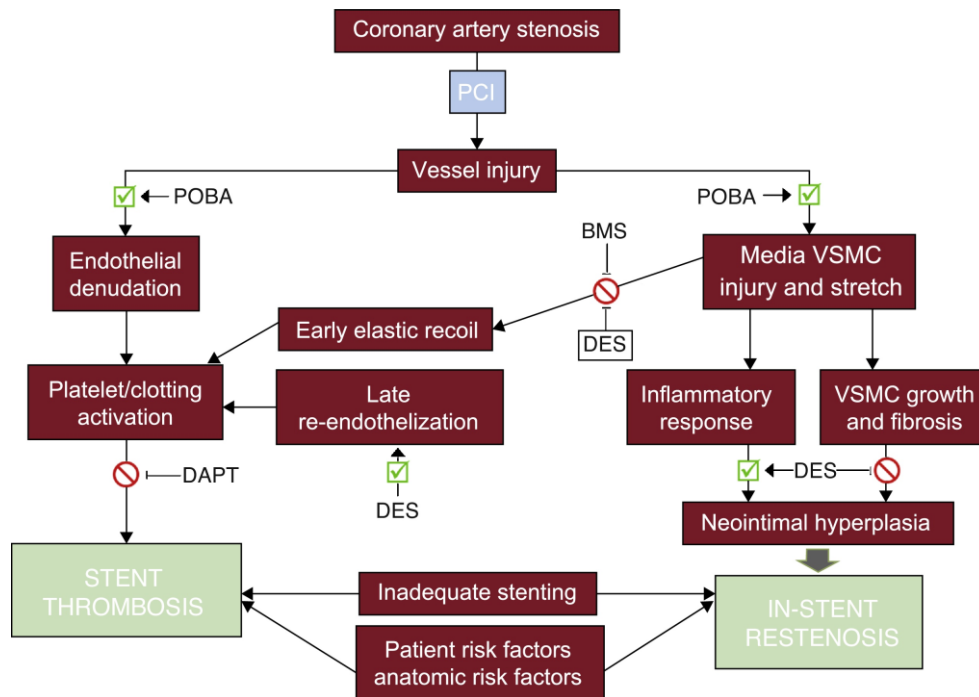 Coronary artery stenosis
PCI
Vessel injury
POBA
POBA
Endothelial
denudation
BMS
Media VSMC
injury and stretch
Early elastic recoil
DES
Platelet/clotting
activation
Late
re-endothelization
Inflammatory
response
VSMC growth
and fibrosis
DAPT
DES
DES
Neointimal hyperplasia
STENT
THROMBOSIS
Inadequate stenting
IN-STENT
RESTENOSIS
Patient risk factors
anatomic risk factors